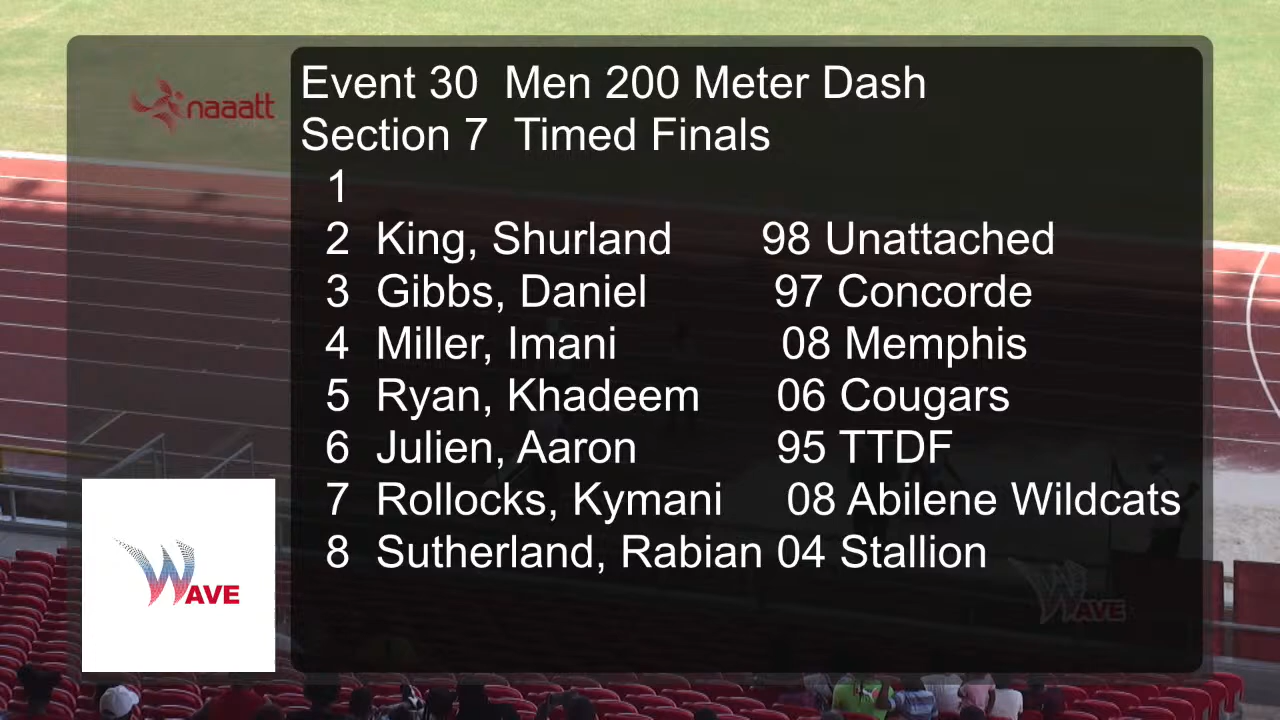 naaatt
Event 30 Men 200 Meter Dash
Section 7 Timed Finals
1
2 King, Shurland 98 Unattached
3 Gibbs, Daniel 97 Concorde
4 Miller, Imani 08 Memphis
5 Ryan, Khadeem 06 Cougars
6 Julien, Aaron 95 TTDF
7 Rollocks, Kymani 08 Abilene Wildcats
8 Sutherland, Rabian 04 Stallion
WAVE
WAVE